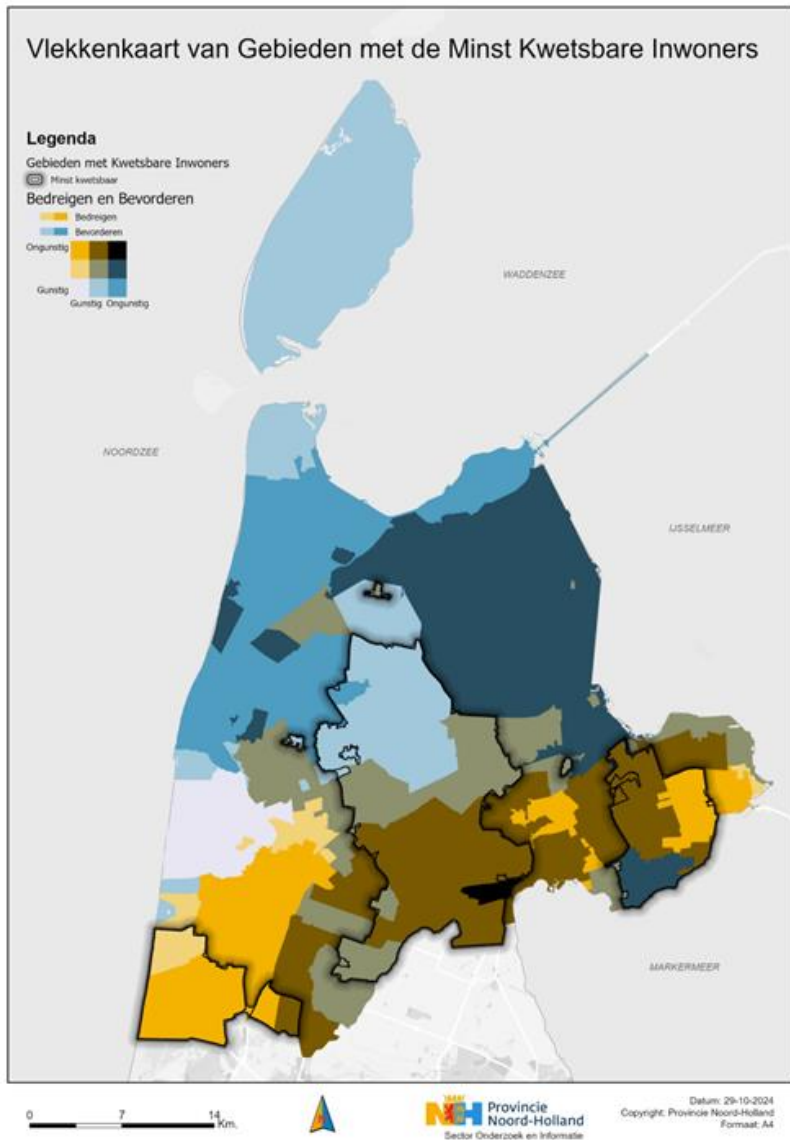 Vlekkenkaart van Gebieden met de Minst Kwetsbare Inwoners
Legenda
Gebieden met Kwetsbare Inwoners
Minst kwetsbaar
Bedreigen en Bevorderen
Bedreigen
Bevorderen
Ongunstig
Gunstig
Gunstig Ongunstig
WADDENZEE
NOORDZEE
IJSSELMEER
MARKERMEER
0 7 14 Km.
NH Provincie
Noord-Holland
Sector Onderzoek en Informatie
Datum: 29-10-2024
Copyright: Provincie Noord-Holland
Formaat: A4